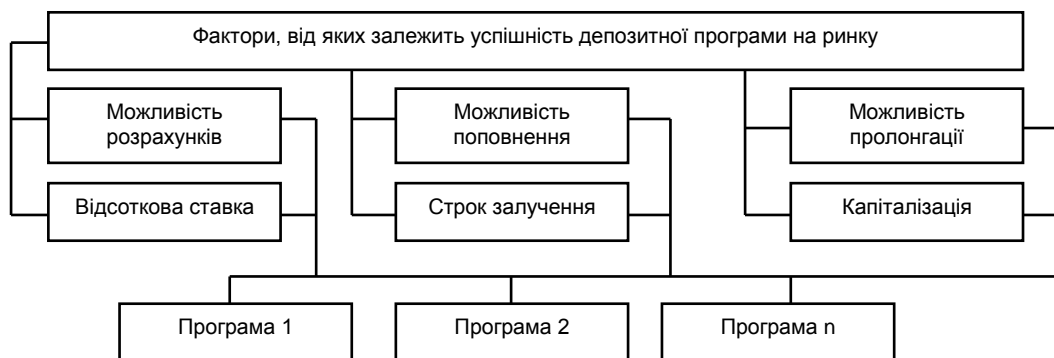 Фактори, від яких залежить успішність депозитної програми на ринку
Можливість
розрахунків
Можливість
поповнення
Можливість
пролонгації
Відсоткова ставка
Строк залучення
Капіталізація
Програма 1
Програма 2
Програма n